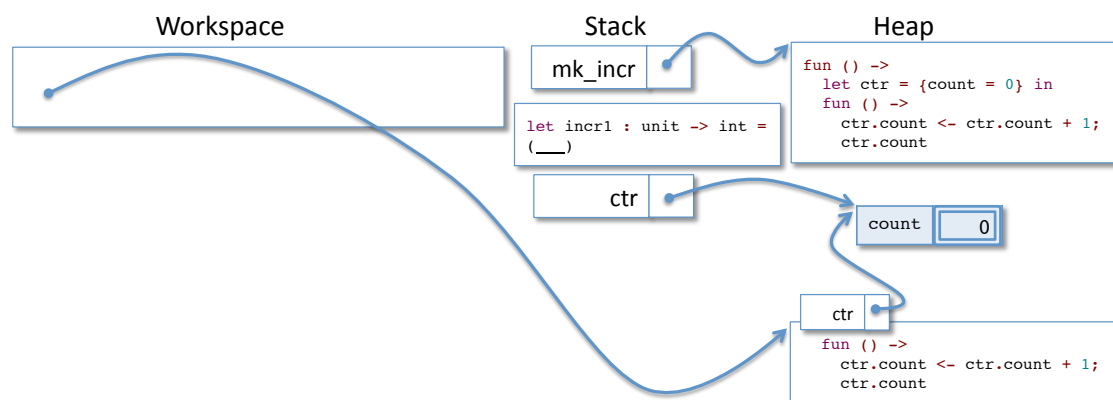 Workspace
Stack
Heap
mk_incr
fun () ->
let ctr = {count = 0} in
fun () ->
ctr.count <- ctr.count + 1;
ctr.count
let incr1 : unit -> int =
(___)
ctr
count 0
ctr
fun () ->
ctr.count <- ctr.count + 1;
ctr.count